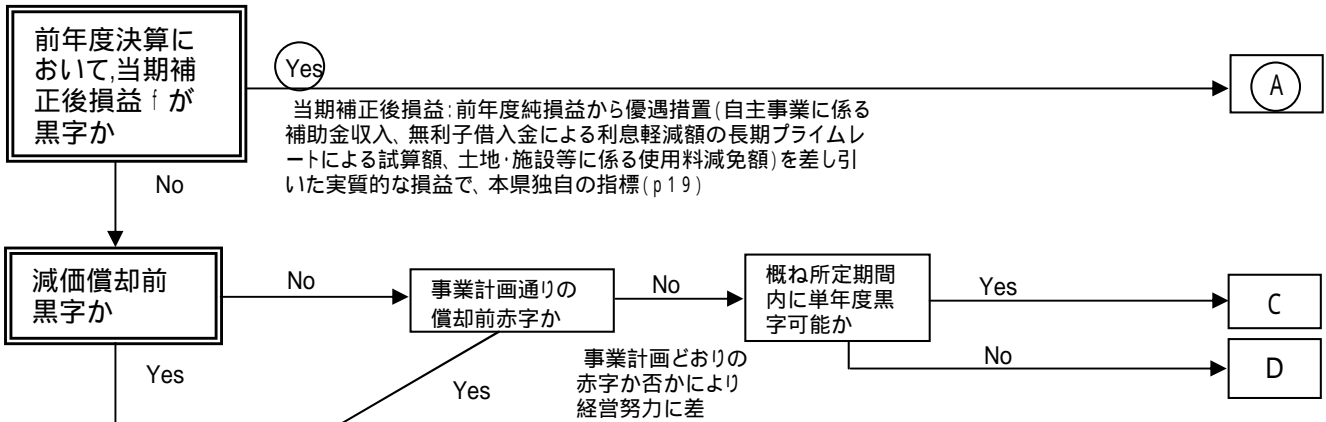 前年度決算に
おいて,当期補
正後損益fが
黒字か
Yes
A
当期補正後損益:前年度純損益から優遇措置(自主事業に係る
補助金収入、無利子借入金による利息軽減額の長期プライムレ
ートによる試算額、土地・施設等に係る使用料減免額)を差し引
いた実質的な損益で、本県独自の指標(p19)
No
減価償却前
黒字か
No
事業計画通りの
償却前赤字か
No
概ね所定期間
内に単年度黒
字可能か
Yes
C
No
D
Yes
Yes
事業計画どおりの
赤字か否かにより
経営努力に差